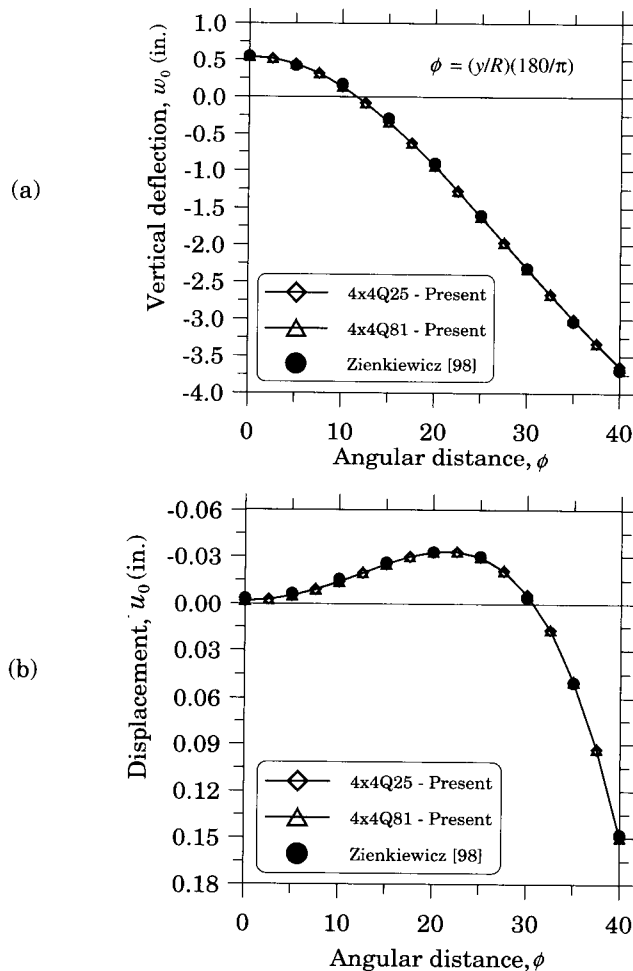 (a)
Vertical deflection, w₀ (in.)
1.0
0.5
0.0
-0.5
-1.0
-1.5
-2.0
-2.5
-3.0
-3.5
-4.0
ϕ = (y/R)(180/π)
4x4Q25 - Present
4x4Q81 - Present
Zienkiewicz [98]
0 10 20 30 40
Angular distance, ϕ
(b)
Displacement, u₀ (in.)
-0.06
-0.03
0.00
0.03
0.06
0.09
0.12
0.15
0.18
4x4Q25 - Present
4x4Q81 - Present
Zienkiewicz [98]
0 10 20 30 40
Angular distance, ϕ